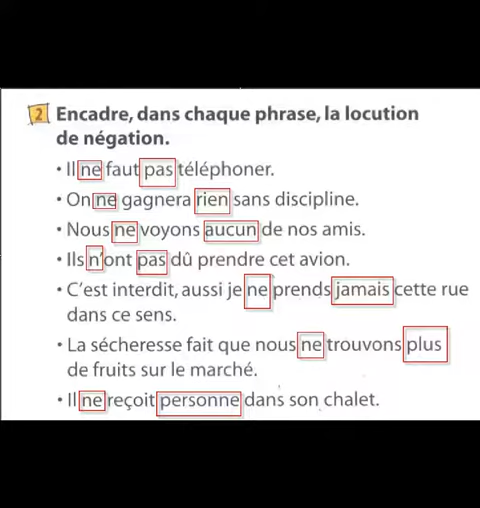 2 Encadre, dans chaque phrase, la locution
de négation.
• Il ne faut pas téléphoner.
• On ne gagnera rien sans discipline.
• Nous ne voyons aucun de nos amis.
• Ils n'ont pas dû prendre cet avion.
• C'est interdit, aussi je ne prends jamais cette rue
dans ce sens.
• La sécheresse fait que nous ne trouvons plus
de fruits sur le marché.
• Il ne reçoit personne dans son chalet.